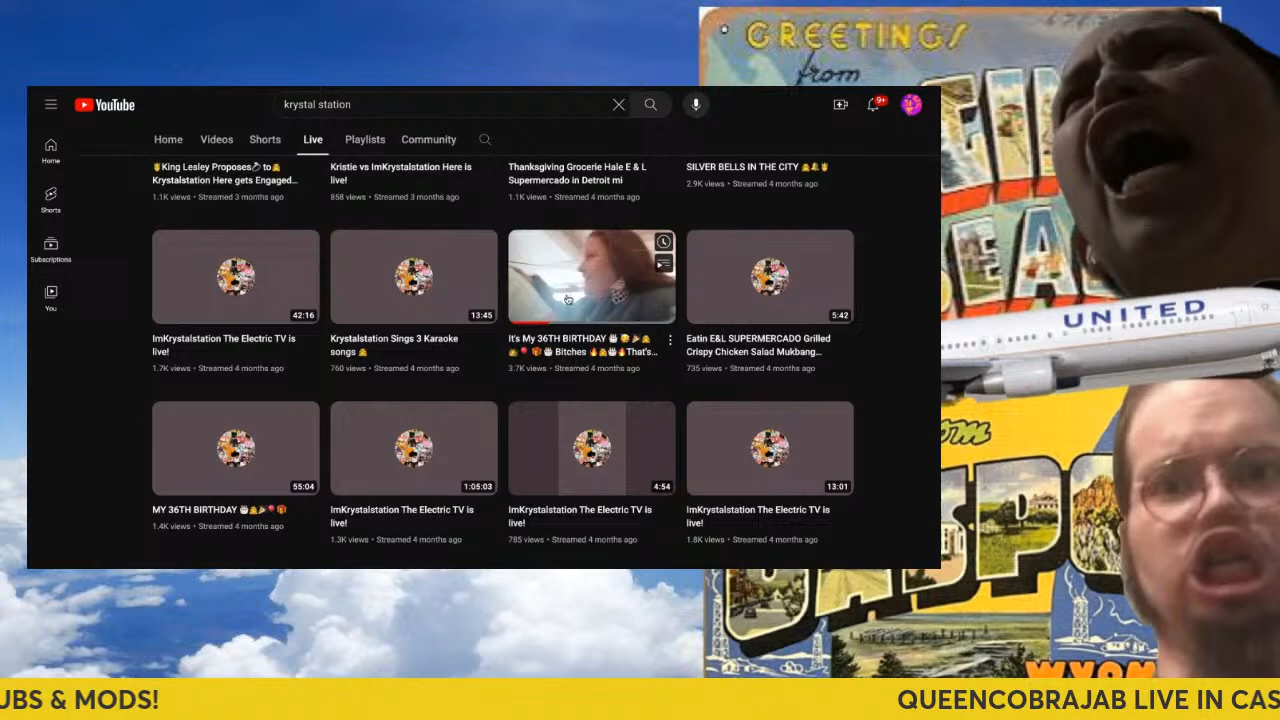 GREETINGS
from
YouTube
krystal station
9+
UNITED
Home
Videos
Shorts
Live
Playlists
Community
Home
Shorts
Subscriptions
You
King Lesley Proposes💍 to🙇
Krystalstation Here gets Engaged...
1.1K views • Streamed 3 months ago
Kristie vs ImKrystalstation Here is
live!
858 views • Streamed 3 months ago
Thanksgiving Grocerie Hale E & L
Supermercado in Detroit mi
1.1K views • Streamed 4 months ago
SILVER BELLS IN THE CITY
2.9K views • Streamed 4 months ago
42:16
ImKrystalstation The Electric TV is
live!
1.7K views • Streamed 4 months ago
13:45
Krystalstation Sings 3 Karaoke
songs
760 views • Streamed 4 months ago
It's My 36TH BIRTHDAY
Bitches 🔥That's...
3.7K views • Streamed 4 months ago
5:42
Eatin E&L SUPERMERCADO Grilled
Crispy Chicken Salad Mukbang...
735 views • Streamed 4 months ago
55:04
MY 36TH BIRTHDAY
1.4K views • Streamed 4 months ago
1:05:03
ImKrystalstation The Electric TV is
live!
1.3K views • Streamed 4 months ago
4:54
ImKrystalstation The Electric TV is
live!
785 views • Streamed 4 months ago
13:01
ImKrystalstation The Electric TV is
live!
1.8K views • Streamed 4 months ago
UBS & MODS!
QUEENCOBRAJAB LIVE IN CAS